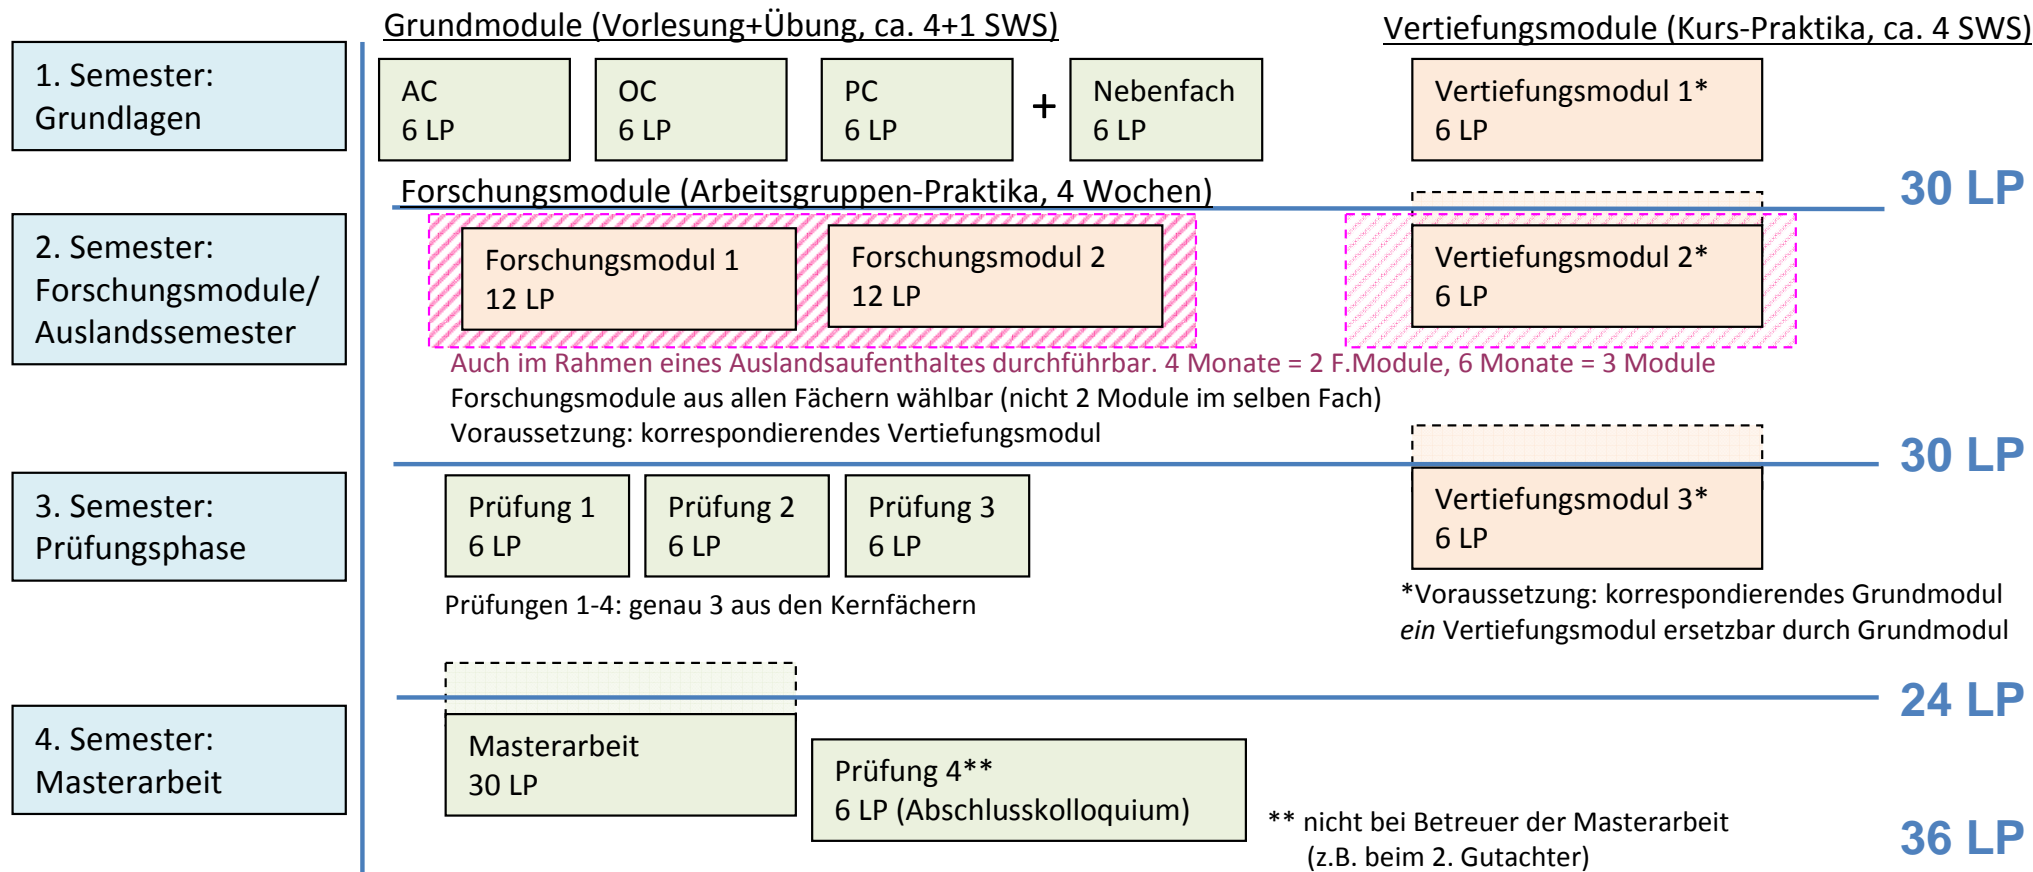 Grundmodule (Vorlesung+Übung, ca. 4+1 SWS)
Vertiefungsmodule (Kurs-Praktika, ca. 4 SWS)
1. Semester:
Grundlagen
AC
6 LP
OC
6 LP
PC
6 LP
+
Nebenfach
6 LP
Vertiefungsmodul 1*
6 LP
30 LP
Forschungsmodule (Arbeitsgruppen-Praktika, 4 Wochen)
2. Semester:
Forschungsmodule/
Auslandssemester
Forschungsmodul 1
12 LP
Forschungsmodul 2
12 LP
Vertiefungsmodul 2*
6 LP
Auch im Rahmen eines Auslandsaufenthaltes durchführbar. 4 Monate = 2 F.Module, 6 Monate = 3 Module
Forschungsmodule aus allen Fächern wählbar (nicht 2 Module im selben Fach)
Voraussetzung: korrespondierendes Vertiefungsmodul
30 LP
3. Semester:
Prüfungsphase
Prüfung 1
6 LP
Prüfung 2
6 LP
Prüfung 3
6 LP
Vertiefungsmodul 3*
6 LP
Prüfungen 1-4: genau 3 aus den Kernfächern
*Voraussetzung: korrespondierendes Grundmodul
ein Vertiefungsmodul ersetzbar durch Grundmodul
24 LP
4. Semester:
Masterarbeit
Masterarbeit
30 LP
Prüfung 4**
6 LP (Abschlusskolloquium)
** nicht bei Betreuer der Masterarbeit
(z.B. beim 2. Gutachter)
36 LP